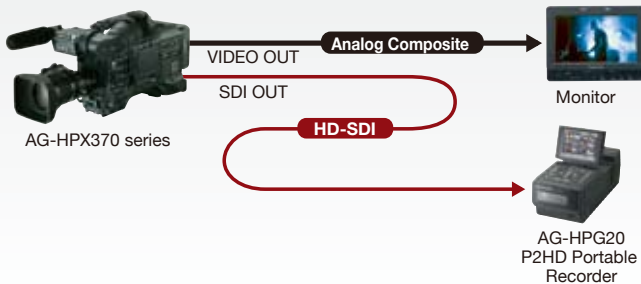 VIDEO OUT
Analog Composite
SDI OUT
Monitor
AG-HPX370 series
HD-SDI
AG-HPG20
P2HD Portable
Recorder